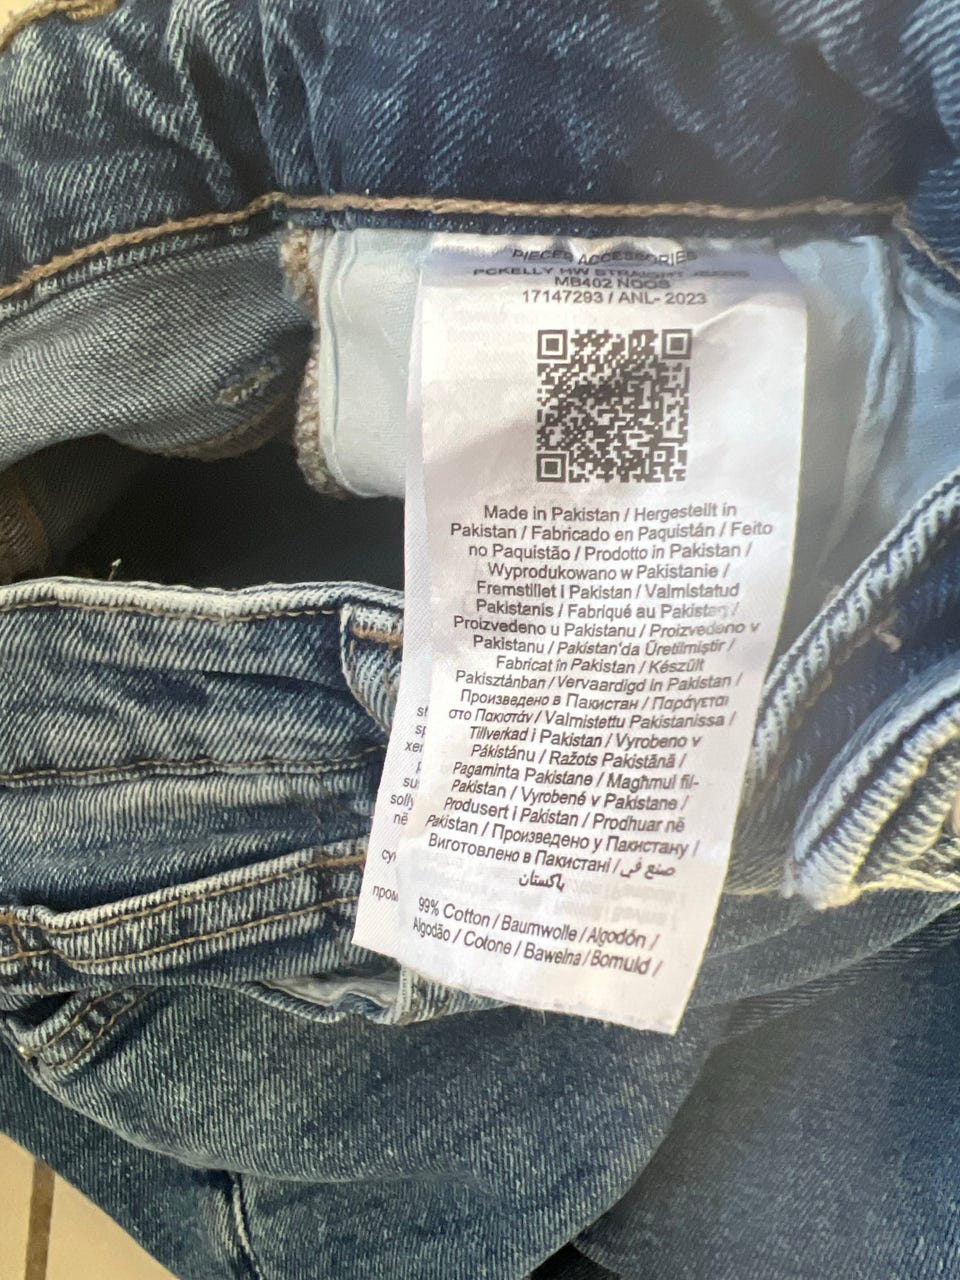 PIECES ACCESSORIES
PCKELLY HW STRAIGHT JEANS
MB402 NOOS
17147293 / ANL- 2023
Made in Pakistan / Hergestellt in
Pakistan / Fabricado en Paquistán / Feito
no Paquistão / Prodotto in Pakistan /
Wyprodukowano w Pakistanie /
Fremstillet i Pakistan / Valmistatud
Pakistanis / Fabriqué au Pakistan /
Proizvedeno u Pakistanu / Proizvedeno v
Pakistanu / Pakistan'da Üretilmiştir /
Fabricat în Pakistan / Készült
Pakisztánban / Vervaardigd in Pakistan /
Произведено в Пакистан / Παράγεται
στο Πακιστάν / Valmistettu Pakistanissa /
Tillverkad i Pakistan / Vyrobeno v
Pákistánu / Ražots Pakistānā /
Pagaminta Pakistane / Magħmul fil-
Pakistan / Vyrobené v Pakistane /
Produsert i Pakistan / Prodhuar në
Pakistan / Произведено у Пакистану /
Виготовлено в Пакистані / صنع في
باكستان
99% Cotton / Baumwolle / Algodón /
Algodão / Cotone / Bawełna / Bomuld /